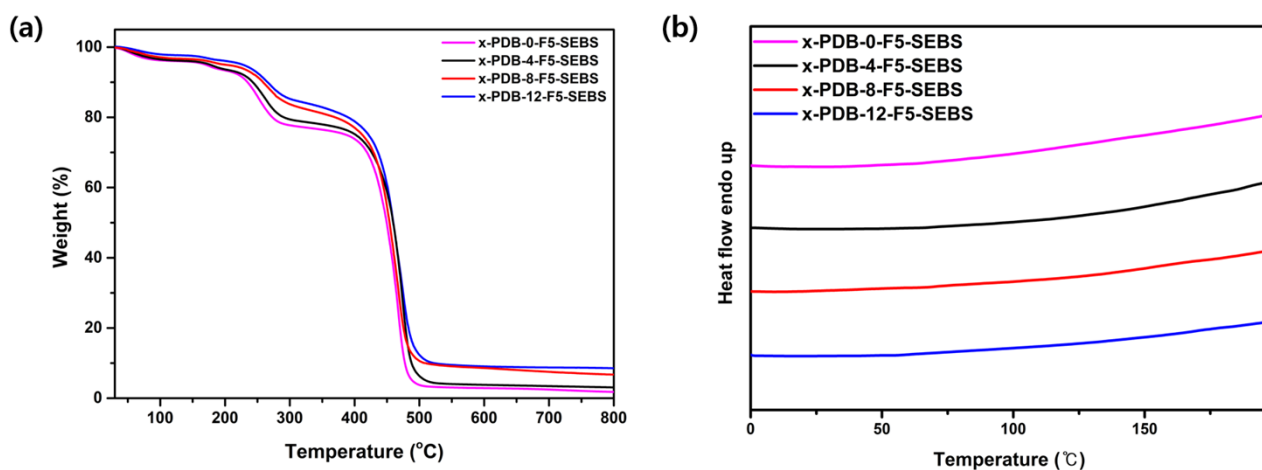 (a)
x-PDB-0-F5-SEBS
x-PDB-4-F5-SEBS
x-PDB-8-F5-SEBS
x-PDB-12-F5-SEBS
Weight (%)
100
80
60
40
20
0
100
200
300
400
500
600
700
800
Temperature (°C)
(b)
x-PDB-0-F5-SEBS
x-PDB-4-F5-SEBS
x-PDB-8-F5-SEBS
x-PDB-12-F5-SEBS
Heat flow endo up
0
50
100
150
Temperature (℃)